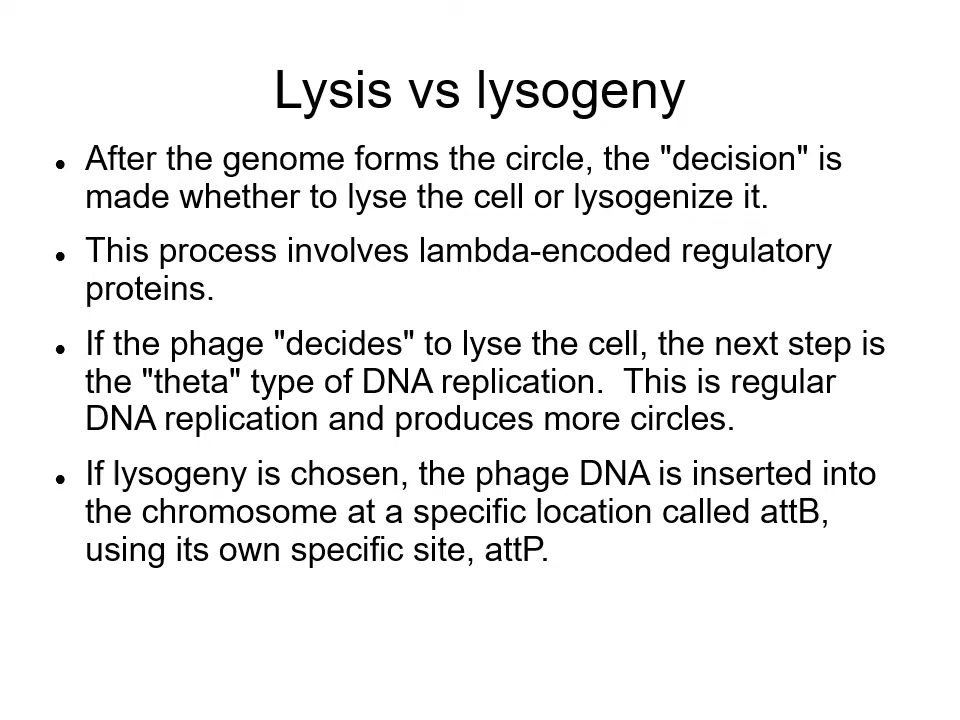 Lysis vs lysogeny
• After the genome forms the circle, the "decision" is
made whether to lyse the cell or lysogenize it.
• This process involves lambda-encoded regulatory
proteins.
• If the phage "decides" to lyse the cell, the next step is
the "theta" type of DNA replication.  This is regular
DNA replication and produces more circles.
• If lysogeny is chosen, the phage DNA is inserted into
the chromosome at a specific location called attB,
using its own specific site, attP.